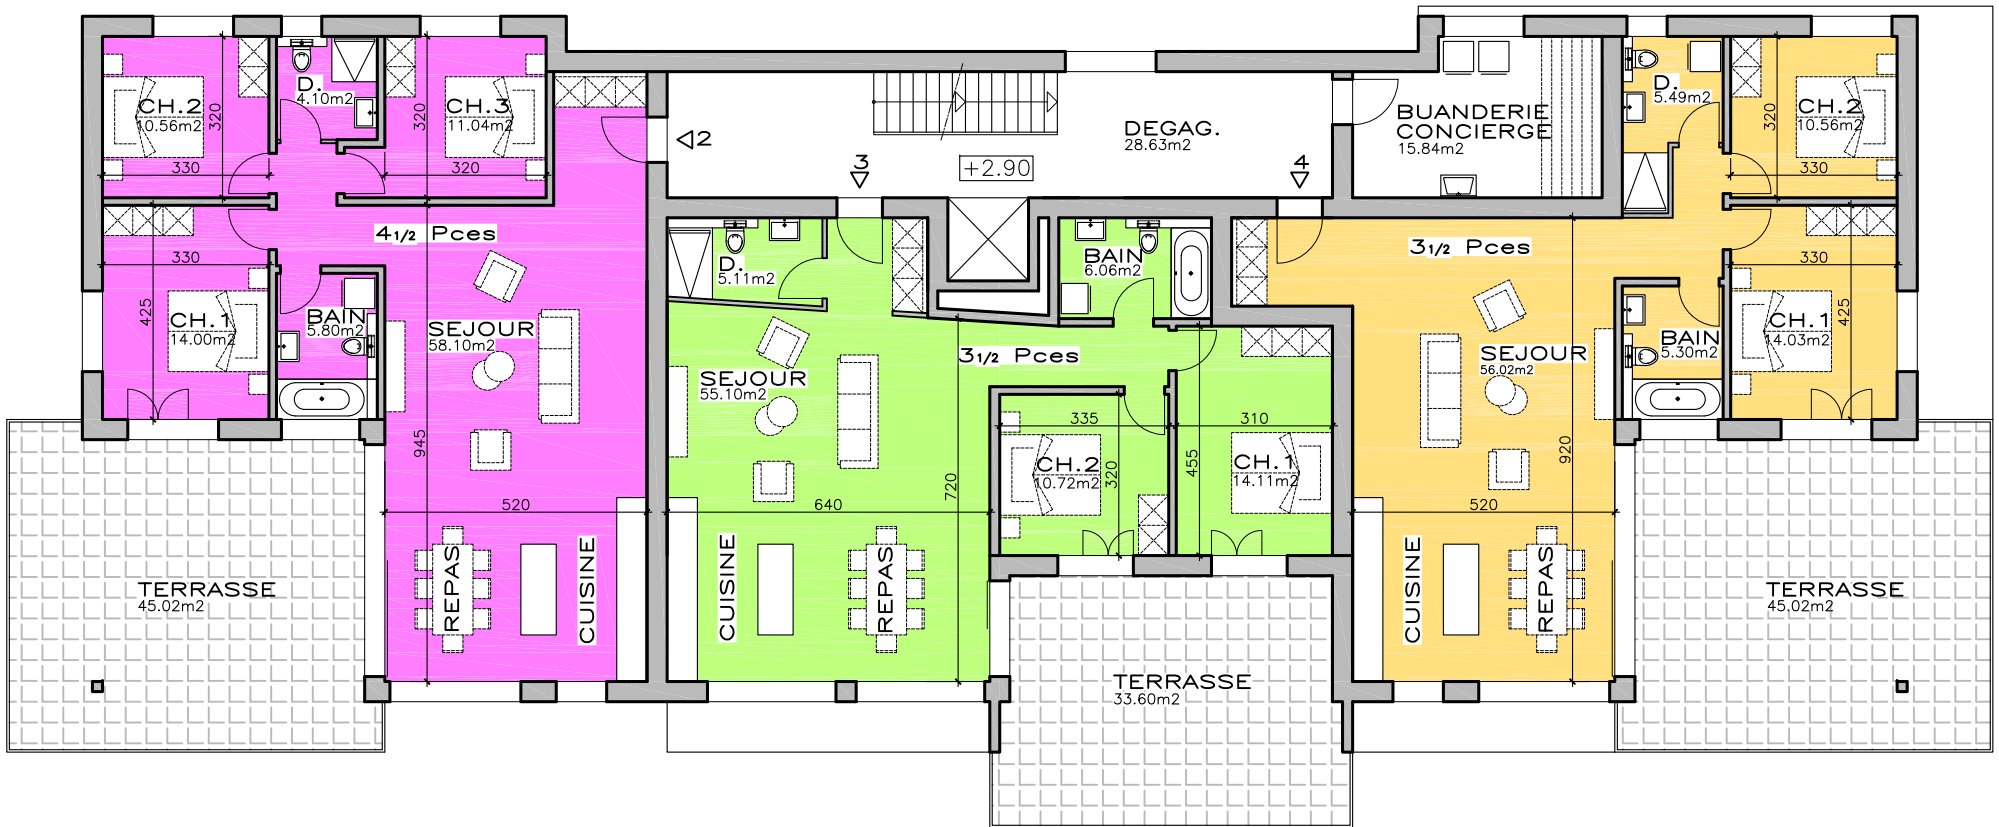 CH.2
10.56m2
320
330
D.
4.10m2
320
CH.3
11.04m2
320
2
3
4
+2.90
DEGAG.
28.63m2
BUANDERIE
CONCIERGE
15.84m2
D.
5.49m2
320
CH.2
10.56m2
330
4 1/2 Pces
330
425
CH.1
14.00m2
BAIN
5.80m2
SEJOUR
58.10m2
945
520
REPAS
CUISINE
TERRASSE
45.02m2
D.
5.11m2
BAIN
6.06m2
3 1/2 Pces
SEJOUR
55.10m2
335
310
CH.2
10.72m2
320
455
CH.1
14.11m2
720
640
CUISINE
REPAS
TERRASSE
33.60m2
3 1/2 Pces
SEJOUR
56.02m2
330
425
CH.1
14.03m2
BAIN
5.30m2
920
520
CUISINE
REPAS
TERRASSE
45.02m2